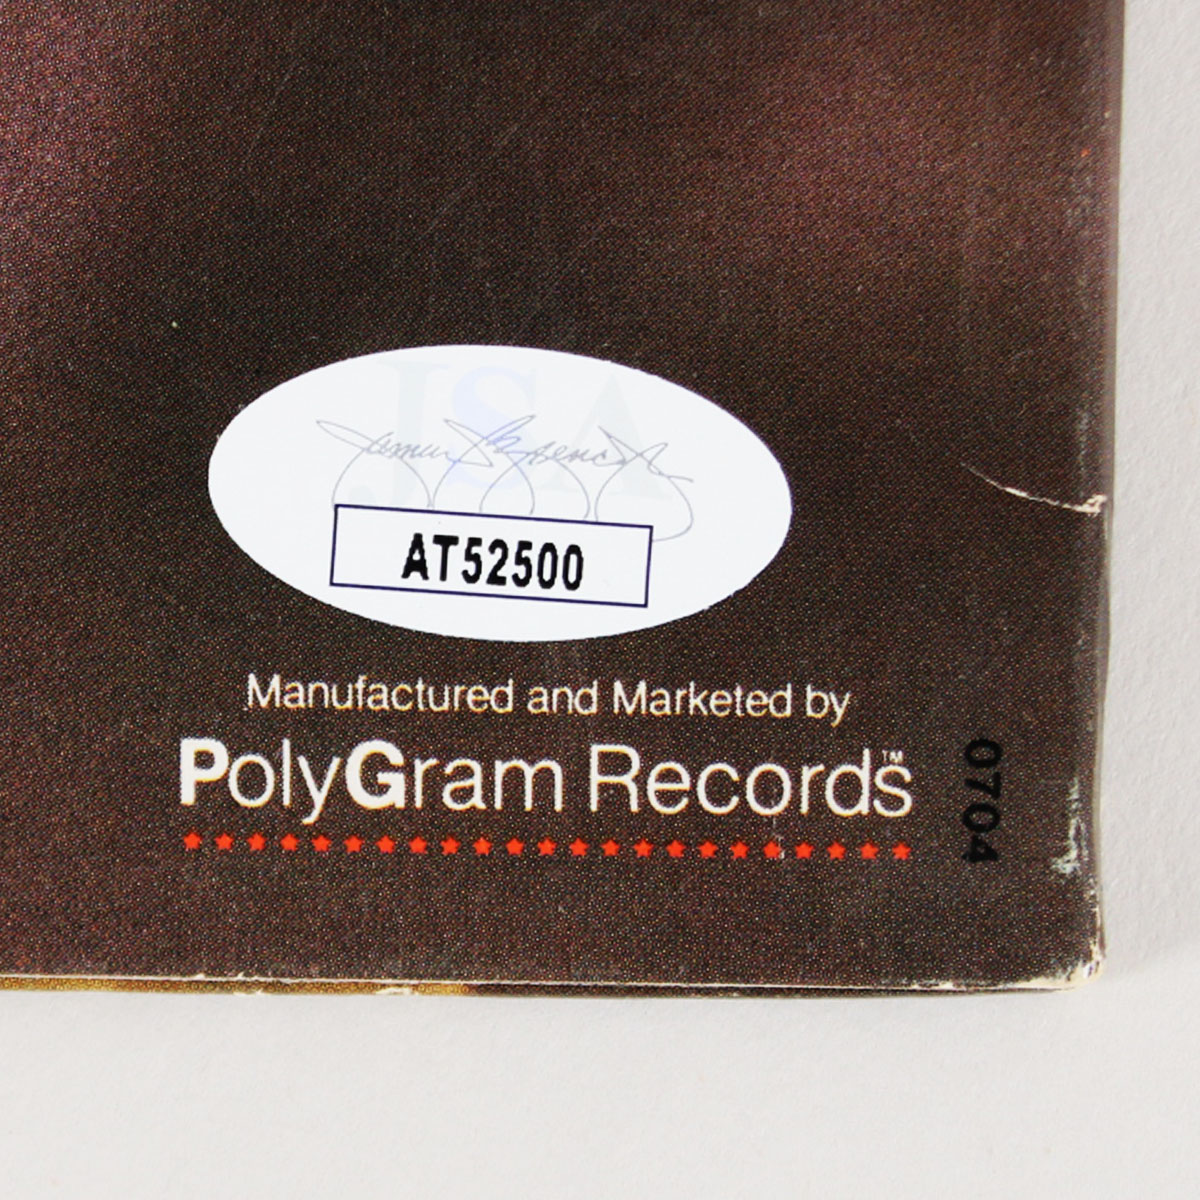 JSA
AT52500
Manufactured and Marketed by
PolyGram Records™
0704